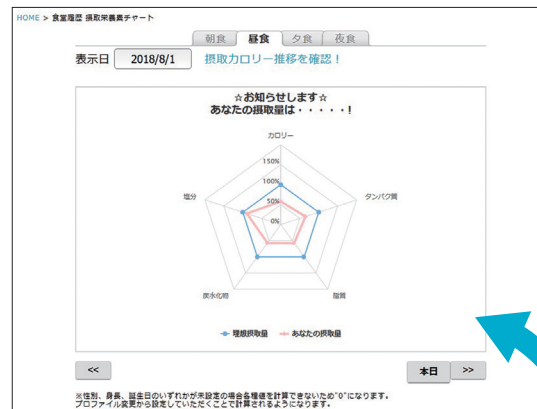 HOME > 食堂履歴 摂取栄養素チャート
朝食 昼食 夕食 夜食
表示日 2018/8/1 摂取カロリー推移を確認！
☆お知らせします☆
あなたの摂取量は・・・・・！
カロリー
150%
100%
50%
0%
塩分
タンパク質
炭水化物
脂質
理想摂取量 あなたの摂取量
<< 本日 >>
※性別、身長、誕生日のいずれかが未設定の場合各種値を計算できないため"0"になります。
プロファイル変更から設定していただくことで計算されるようになります。